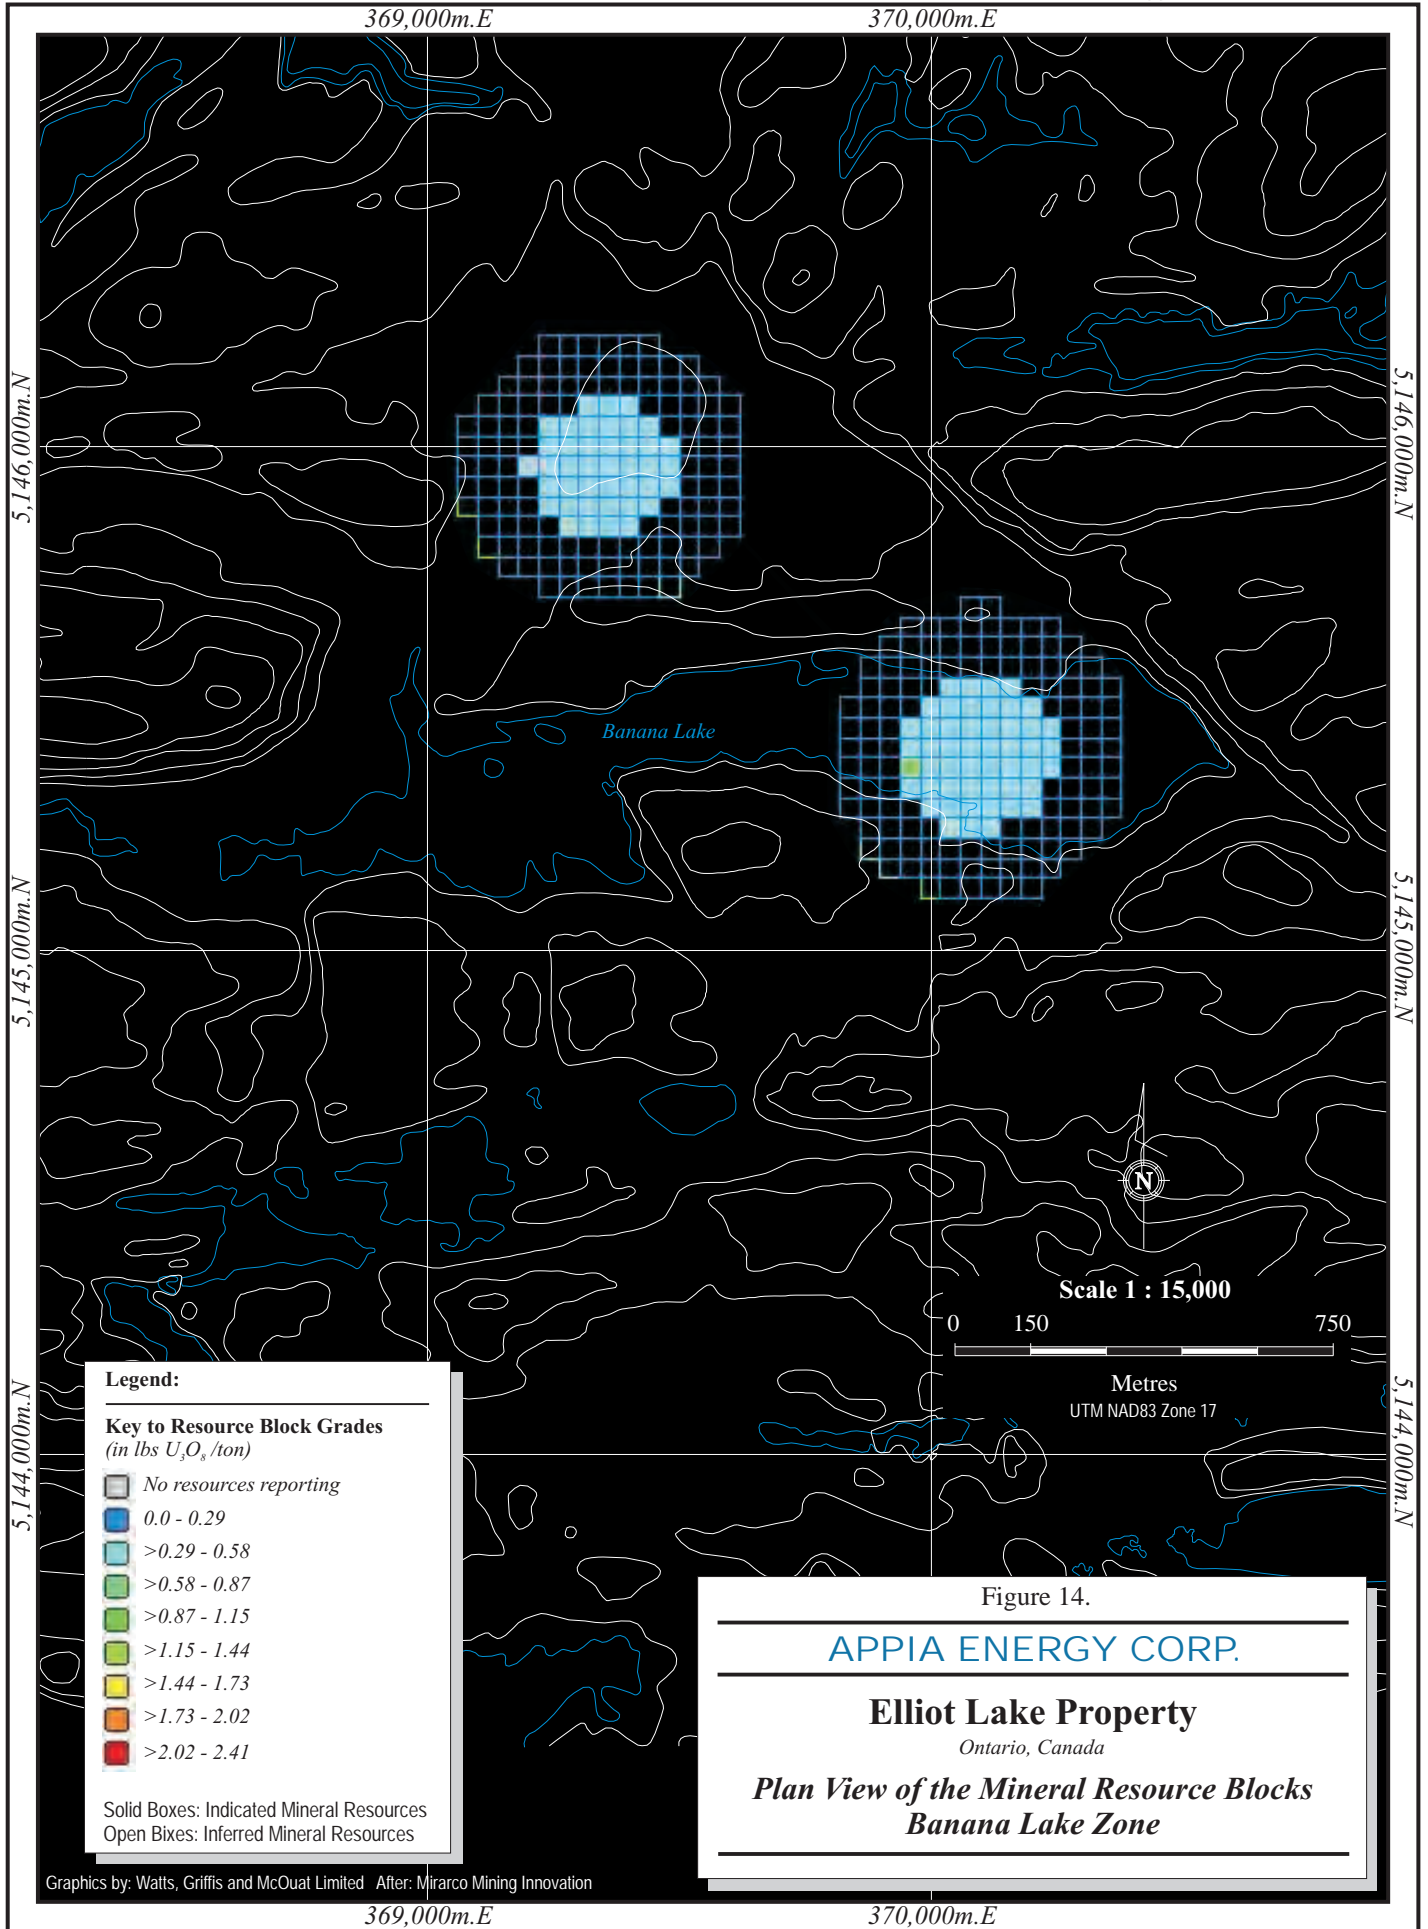 369,000m.E
370,000m.E
5,146,000m.N
5,146,000m.N
Banana Lake
5,145,000m.N
5,145,000m.N
N
Scale 1 : 15,000
0 150 750
Metres
UTM NAD83 Zone 17
5,144,000m.N
5,144,000m.N
Legend:
Key to Resource Block Grades
(in lbs U₃O₈ /ton)
No resources reporting
0.0 - 0.29
>0.29 - 0.58
>0.58 - 0.87
>0.87 - 1.15
>1.15 - 1.44
>1.44 - 1.73
>1.73 - 2.02
>2.02 - 2.41
Solid Boxes: Indicated Mineral Resources
Open Bixes: Inferred Mineral Resources
Figure 14.
APPIA ENERGY CORP.
Elliot Lake Property
Ontario, Canada
Plan View of the Mineral Resource Blocks
Banana Lake Zone
Graphics by: Watts, Griffis and McOuat Limited After: Mirarco Mining Innovation
369,000m.E
370,000m.E